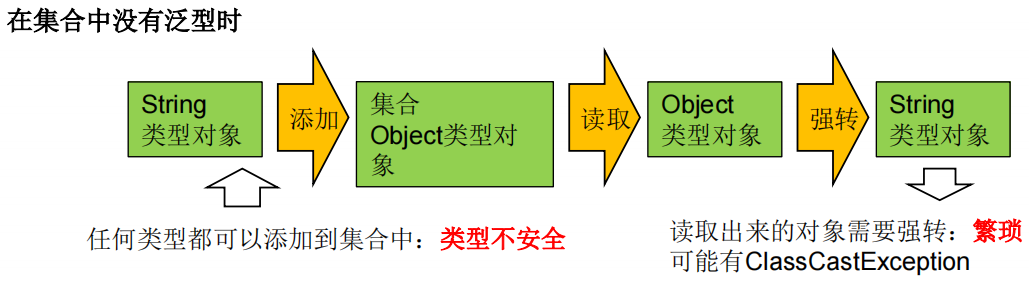 在集合中没有泛型时
String
类型对象
添加
集合
Object类型对
象
读取
Object
类型对象
强转
String
类型对象
任何类型都可以添加到集合中：类型不安全
读取出来的对象需要强转：繁琐
可能有ClassCastException